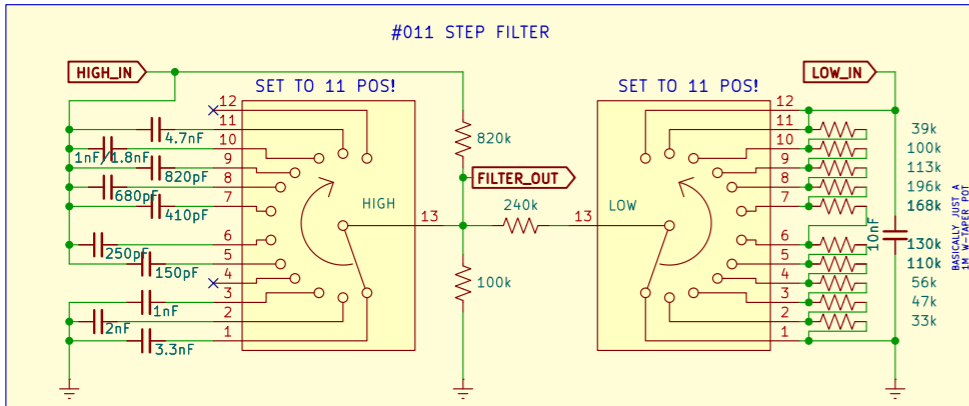 #011 STEP FILTER
HIGH_IN
SET TO 11 POS!
12
11
10
9
8
7
6
5
4
3
2
1
4.7nF
1nF/1.8nF
820pF
680pF
410pF
250pF
150pF
1nF
2nF
3.3nF
HIGH
13
820k
FILTER_OUT
240k
100k
13
LOW
SET TO 11 POS!
LOW_IN
12
11
10
9
8
7
6
5
4
3
2
1
39k
100k
113k
196k
168k
130k
110k
56k
47k
33k
10nF
BASICALLY JUST A
1M W-TAPER POT